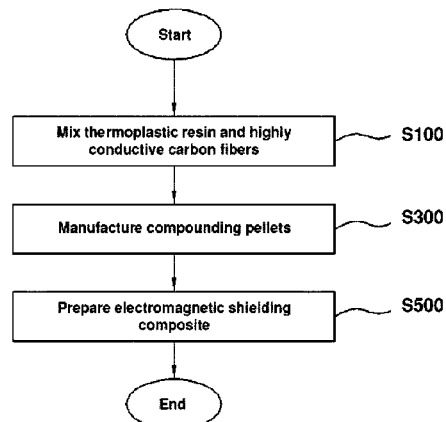 Start
Mix thermoplastic resin and highly
conductive carbon fibers
S100
Manufacture compounding pellets
S300
Prepare electromagnetic shielding
composite
S500
End